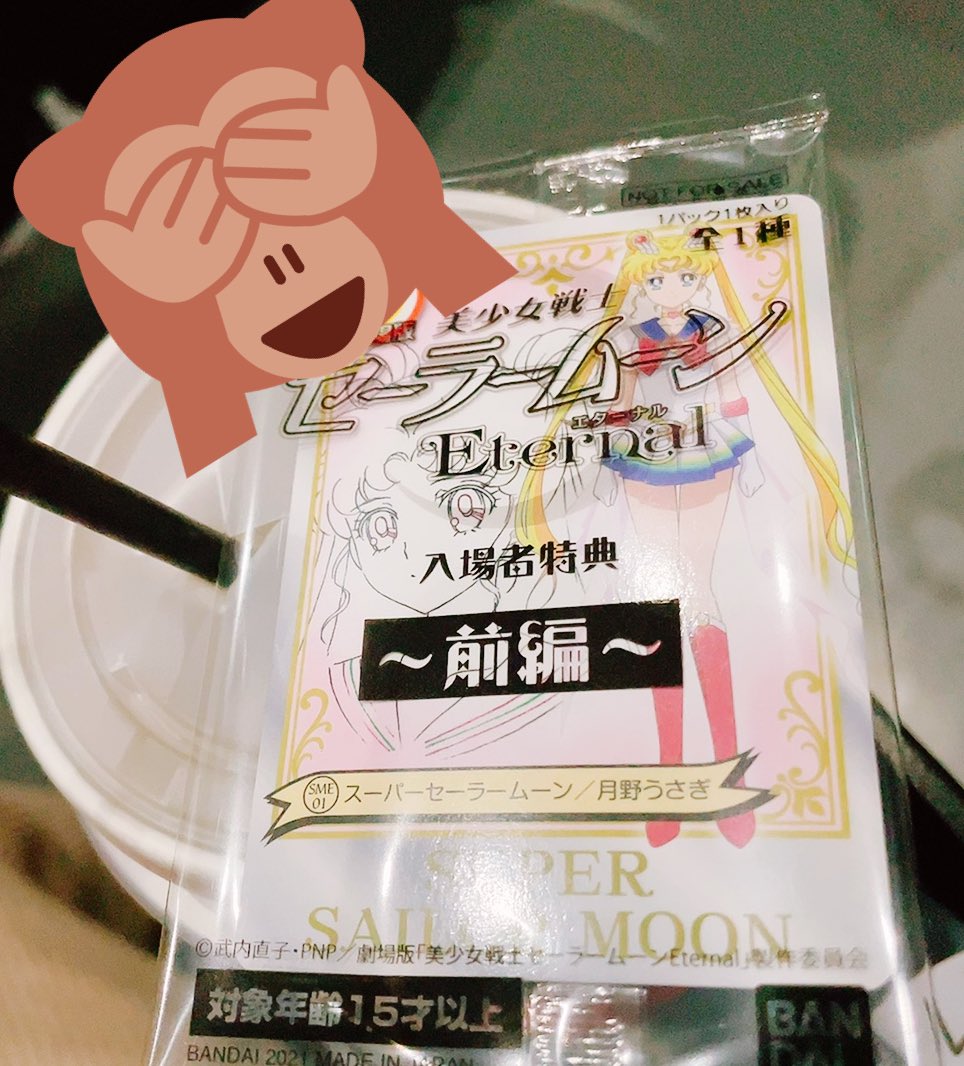 NOT FOR SALE
1パック1枚入り
全1種
美少女戦士
セーラームーン
エターナル
Eternal
入場者特典
～前編～
SME
01
スーパーセーラームーン／月野うさぎ
SUPER
SAILOR MOON
©武内直子・PNP／劇場版「美少女戦士セーラームーンEternal」製作委員会
対象年齢15才以上
BANDAI 2021 MADE IN JAPAN
BAN
DAI